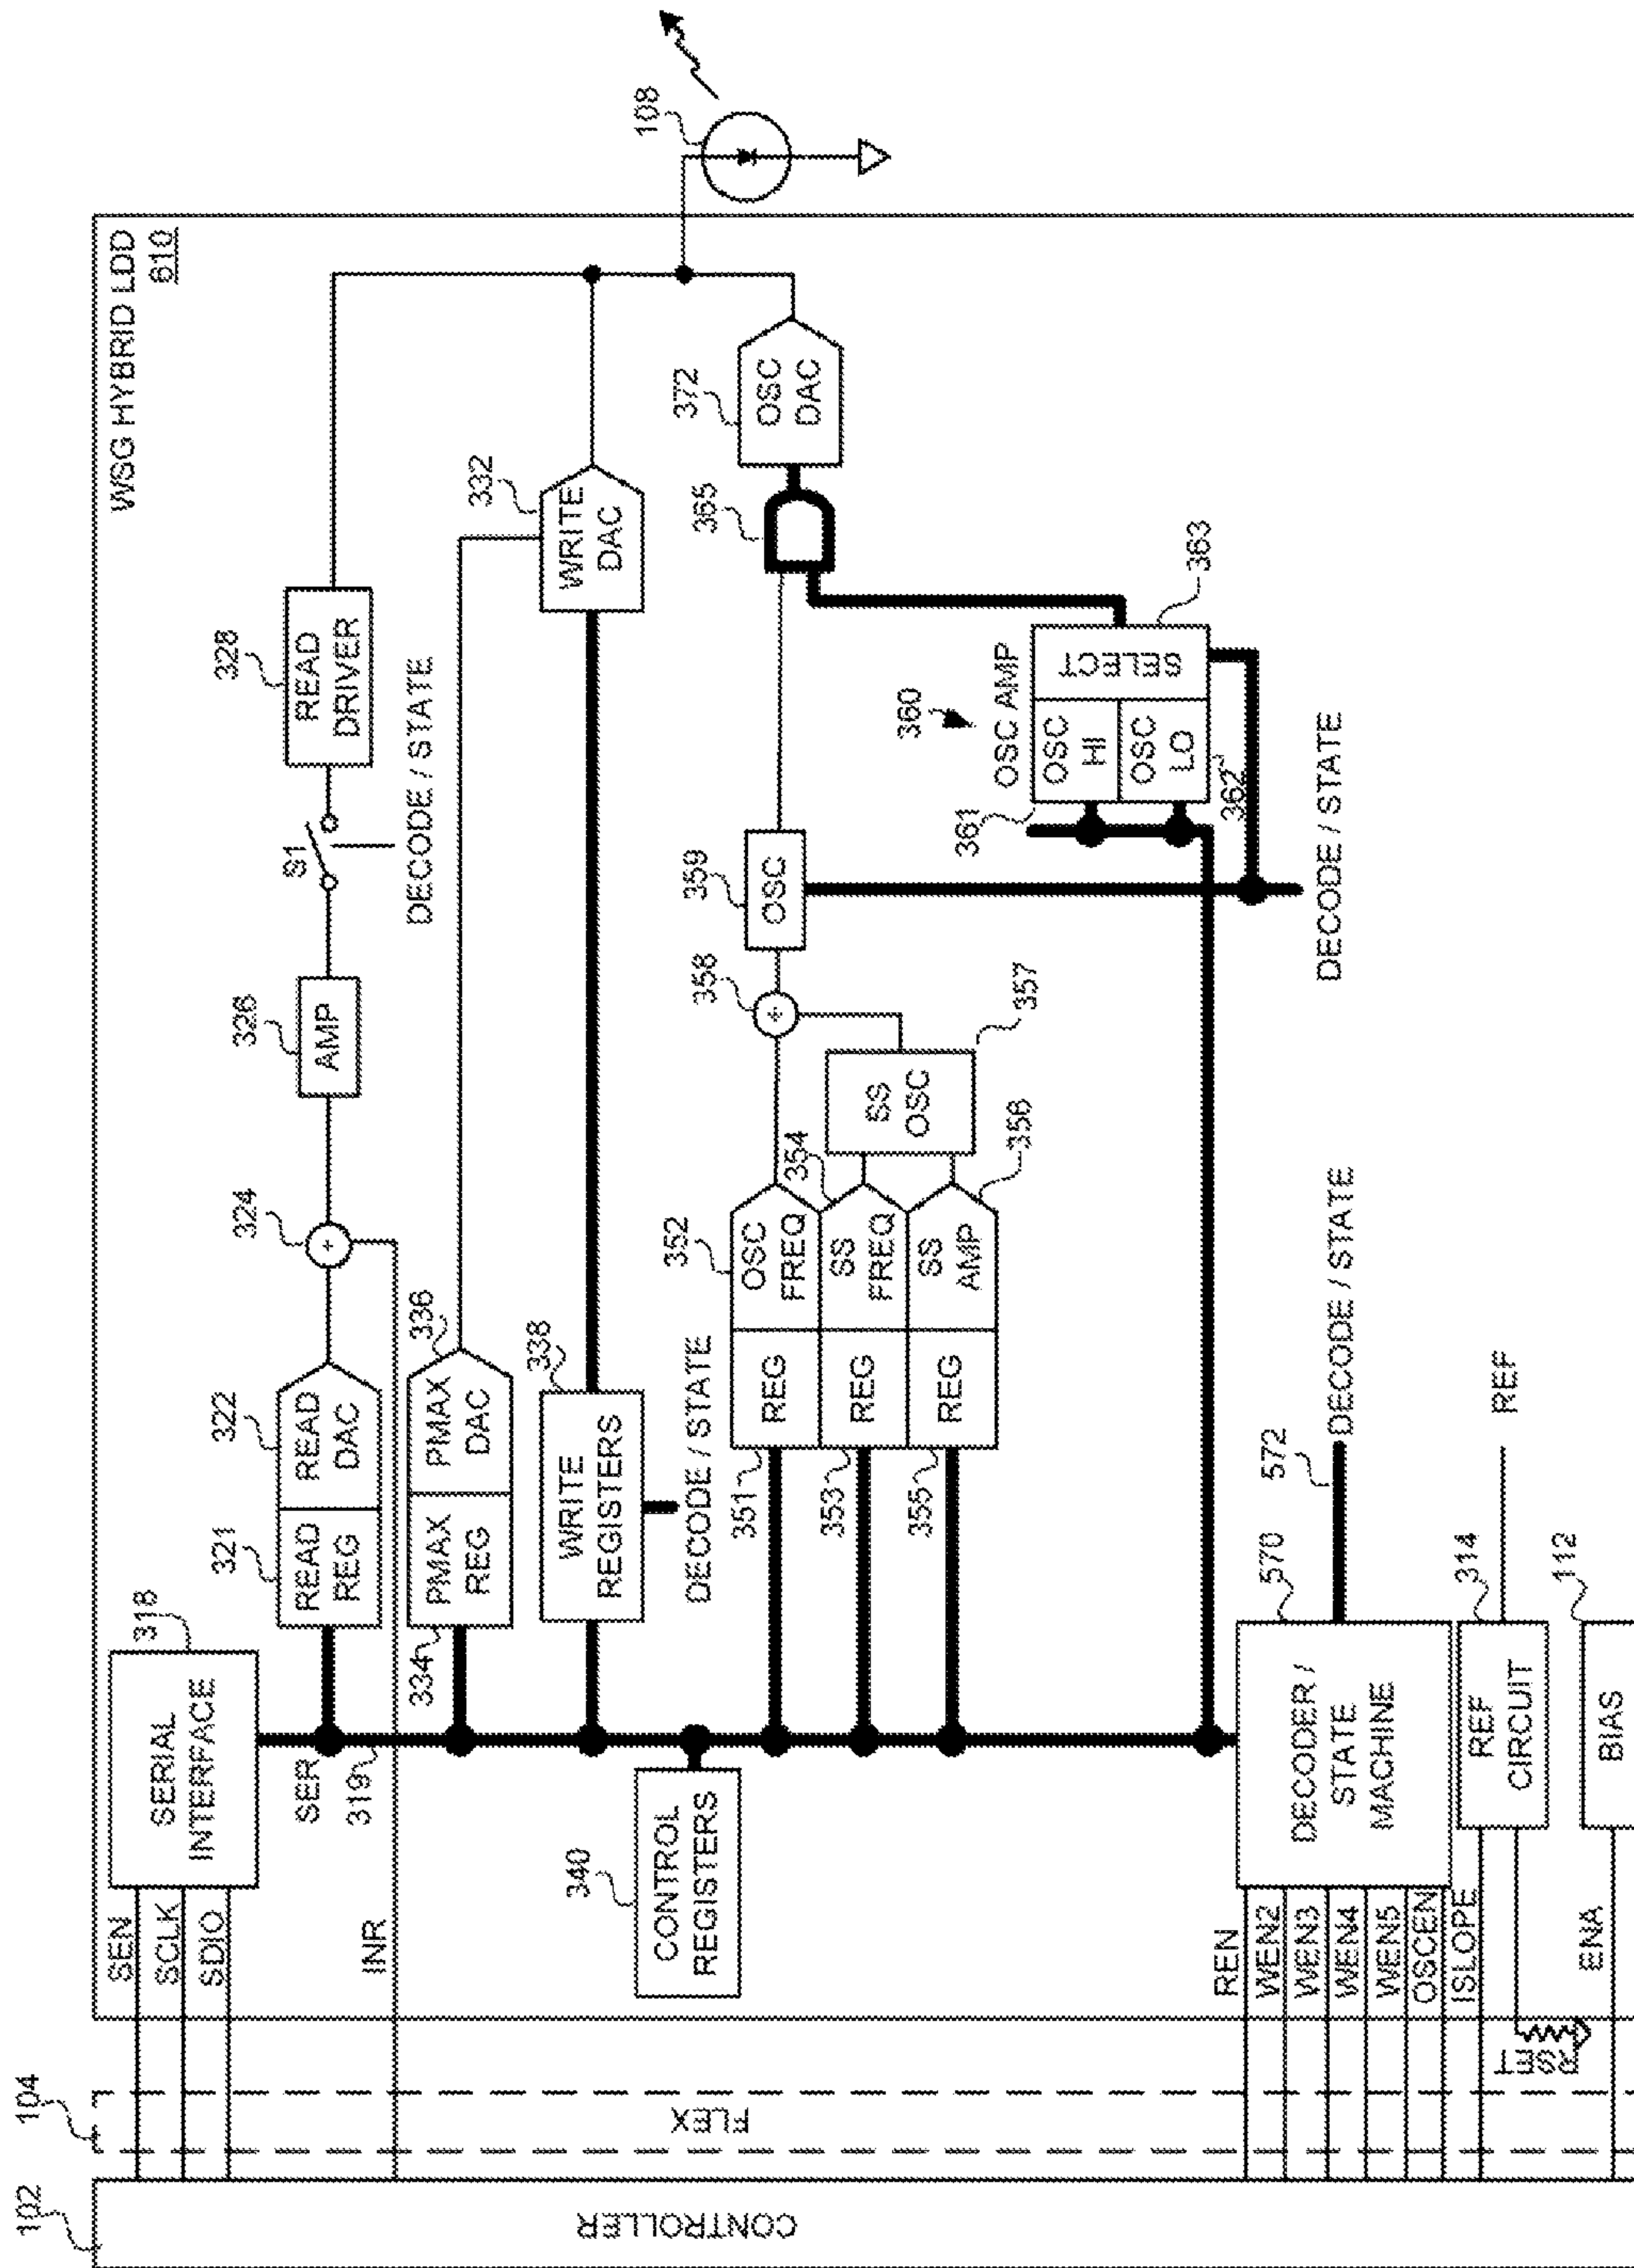 WSG HYBRID LDD
610
102
104
CONTROLLER
FLEX
SEN
SCLK
SDIO
SERIAL
INTERFACE
318
SER
319
INR
321
READ
REG
322
READ
DAC
324
+
326
AMP
S1
DECODE / STATE
328
READ
DRIVER
334
PMAX
REG
336
PMAX
DAC
338
WRITE
REGISTERS
DECODE / STATE
332
WRITE
DAC
108
340
CONTROL
REGISTERS
351
REG
352
OSC
FREQ
353
REG
354
SS
FREQ
355
REG
356
SS
AMP
357
SS
OSC
358
+
359
OSC
360
OSC AMP
361
OSC
HI
362
OSC
LO
363
SELECT
365
372
OSC
DAC
DECODE / STATE
REN
WEN2
WEN3
WEN4
WEN5
OSCEN
ISLOPE
570
DECODER /
STATE
MACHINE
572
DECODE / STATE
RSET
314
REF
CIRCUIT
REF
ENA
112
BIAS